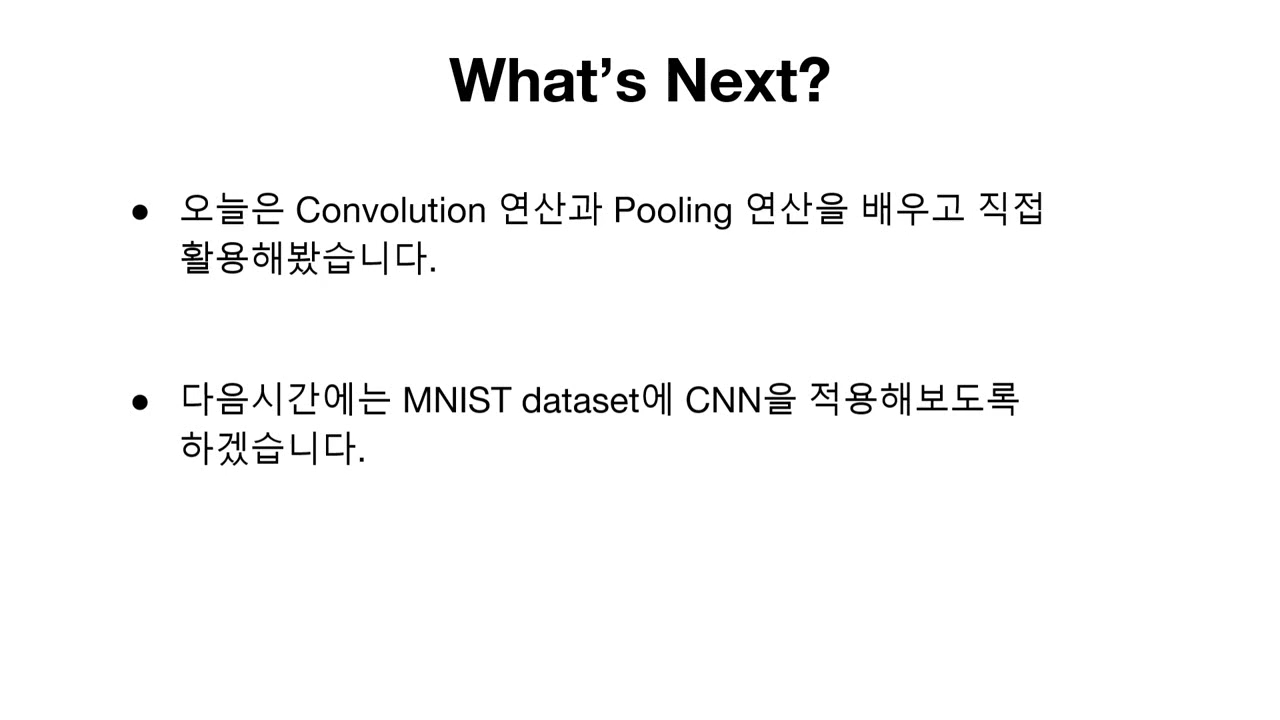 What’s Next?
● 오늘은 Convolution 연산과 Pooling 연산을 배우고 직접
활용해봤습니다.
● 다음시간에는 MNIST dataset에 CNN을 적용해보도록
하겠습니다.